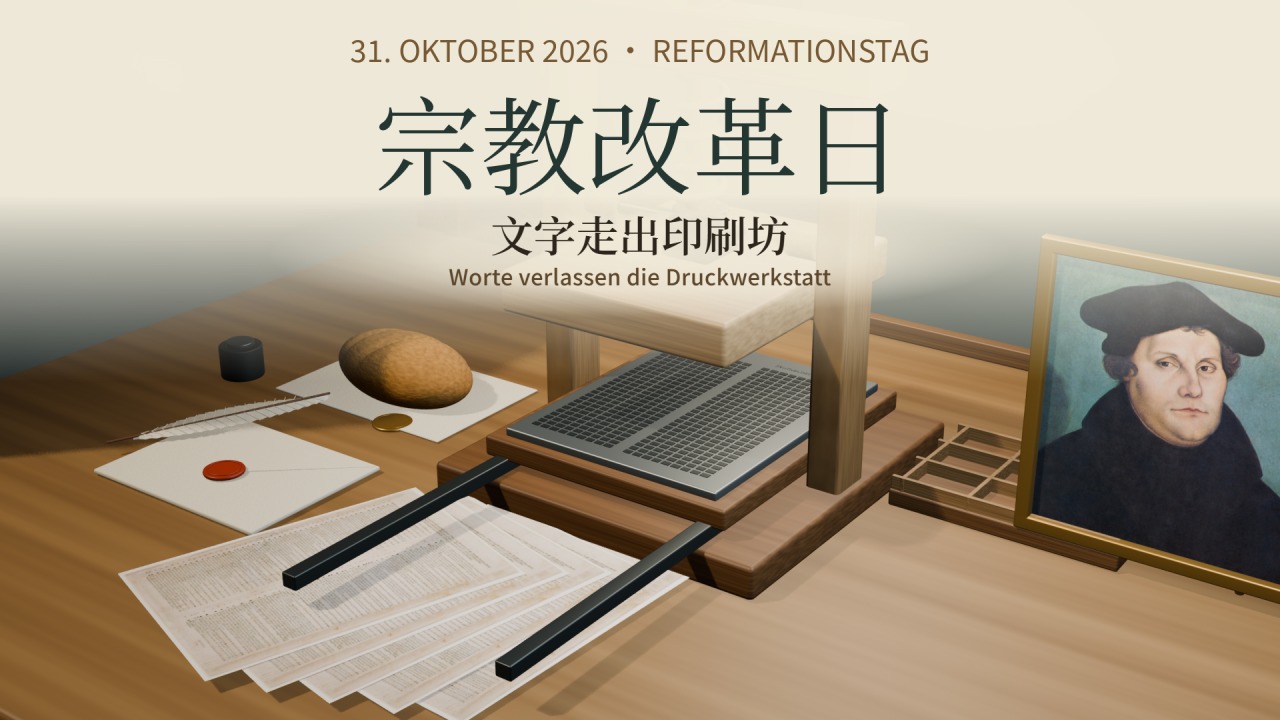 31. OKTOBER 2026 • REFORMATIONSTAG
宗教改革日
文字走出印刷坊
Worte verlassen die Druckwerkstatt